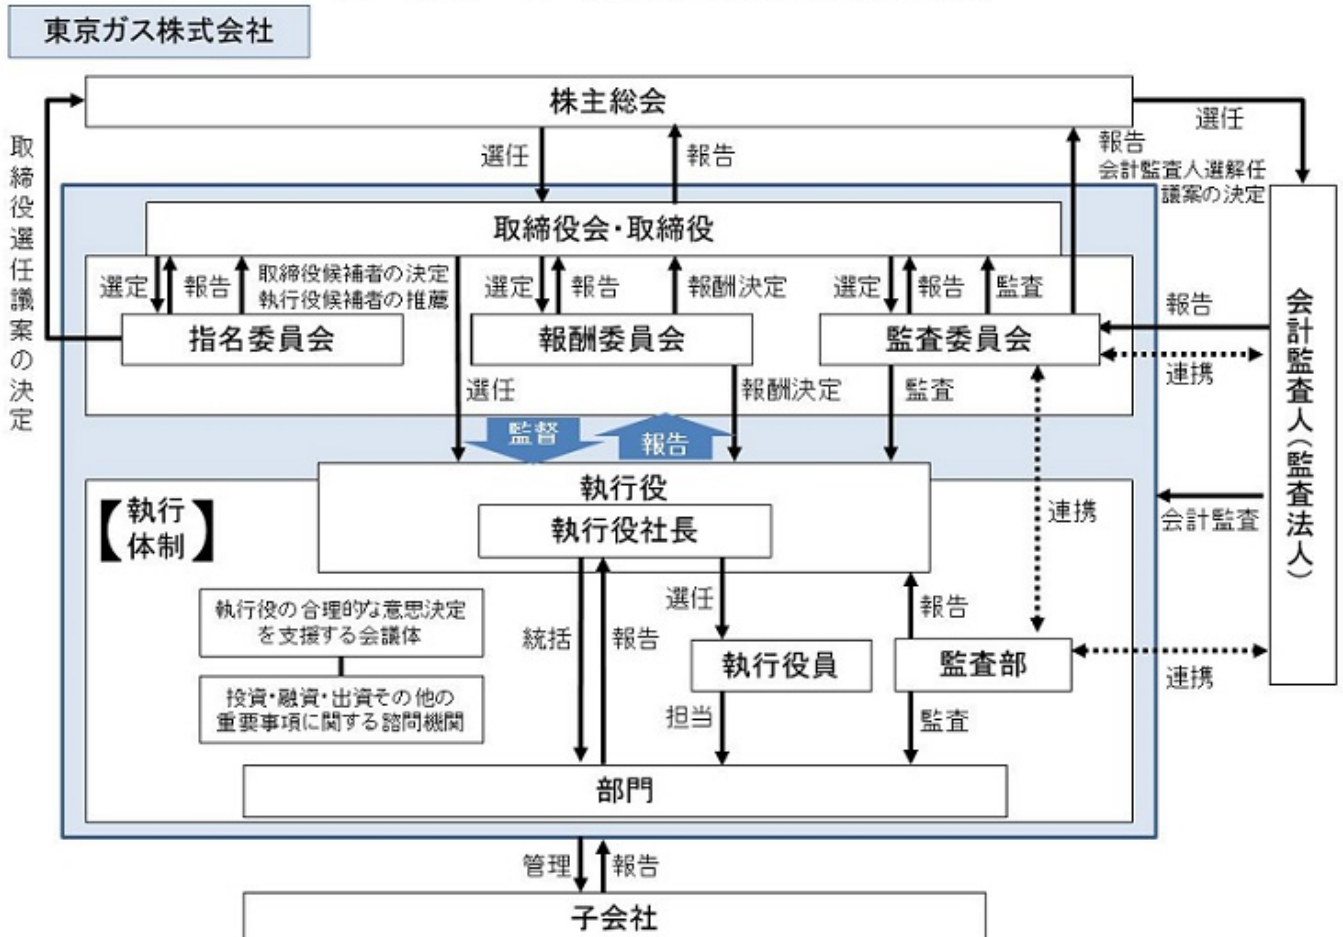 東京ガス株式会社
株主総会
取締役選任議案の決定
選任
報告
報告
会計監査人選解任
議案の決定
選任
取締役会・取締役
選定
報告
取締役候補者の決定
執行役候補者の推薦
選定
報告
報酬決定
選定
報告
監査
指名委員会
報酬委員会
監査委員会
報告
連携
会計監査人(監査法人)
選任
報酬決定
監査
監督
報告
執行役
執行役社長
【執行
体制】
連携
会計監査
執行役の合理的な意思決定
を支援する会議体
投資・融資・出資その他の
重要事項に関する諮問機関
統括
報告
選任
報告
執行役員
監査部
連携
担当
監査
部門
管理
報告
子会社